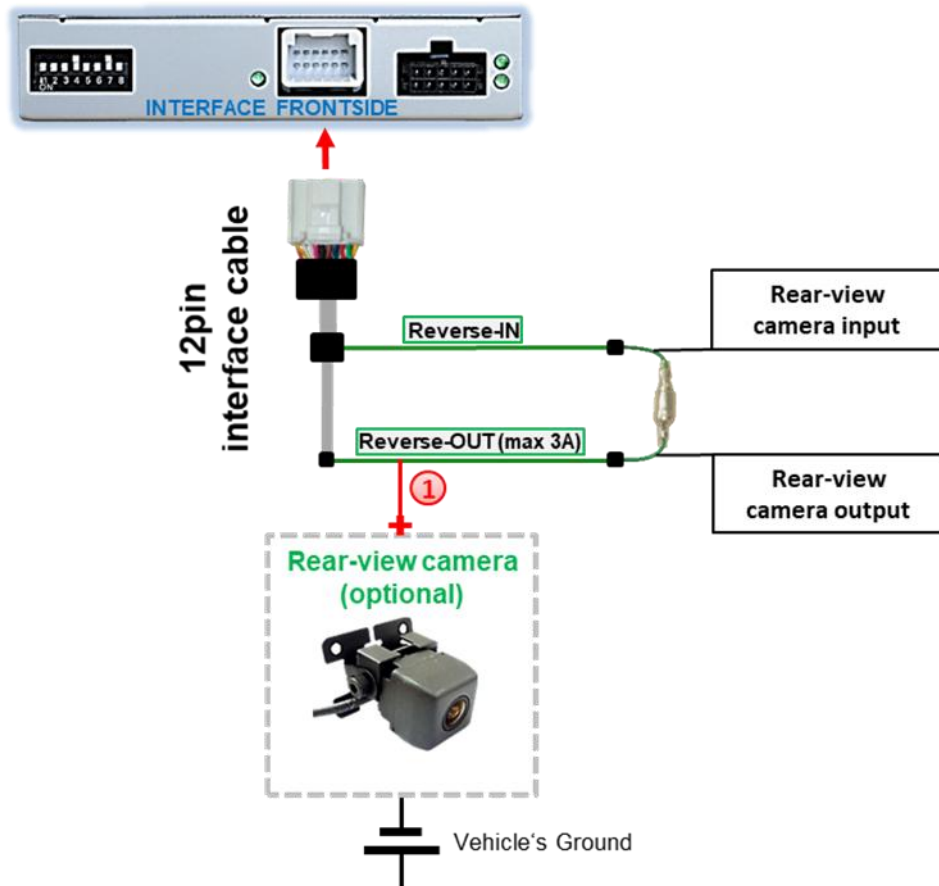 1 2 3 4 5 6 7 8
ON
INTERFACE FRONTSIDE
12pin
interface cable
Reverse-IN
Rear-view
camera input
Reverse-OUT (max 3A)
Rear-view
camera output
1
+
Rear-view camera
(optional)
Vehicle‘s Ground